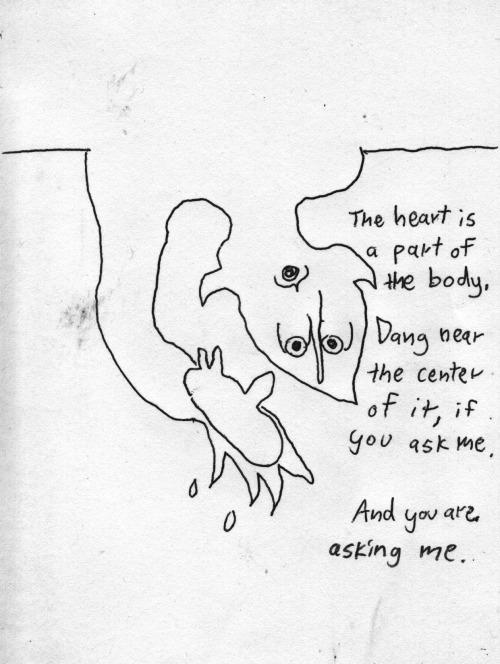 The heart is
a part of
the body.
Dang near
the center
of it, if
you ask me.
And you are
asking me.